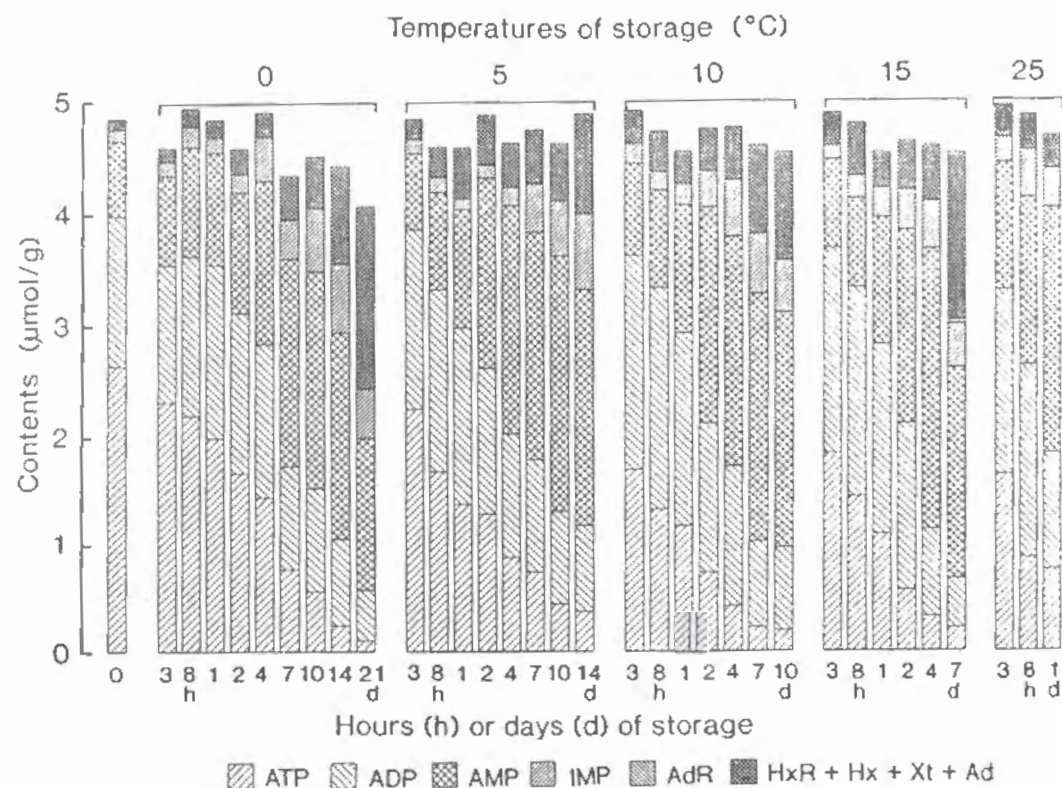 Temperatures of storage (°C)
0 5 10 15 25
5
4
3
2
1
0
Contents (μmol/g)
0 3 8 1 2 4 7 10 14 21 3 8 1 2 4 7 10 14 3 8 1 2 4 7 10 3 8 1 2 4 7 3 8 1
h d h d h d h d h d
Hours (h) or days (d) of storage
ATP ADP AMP IMP AdR HxR + Hx + Xt + Ad